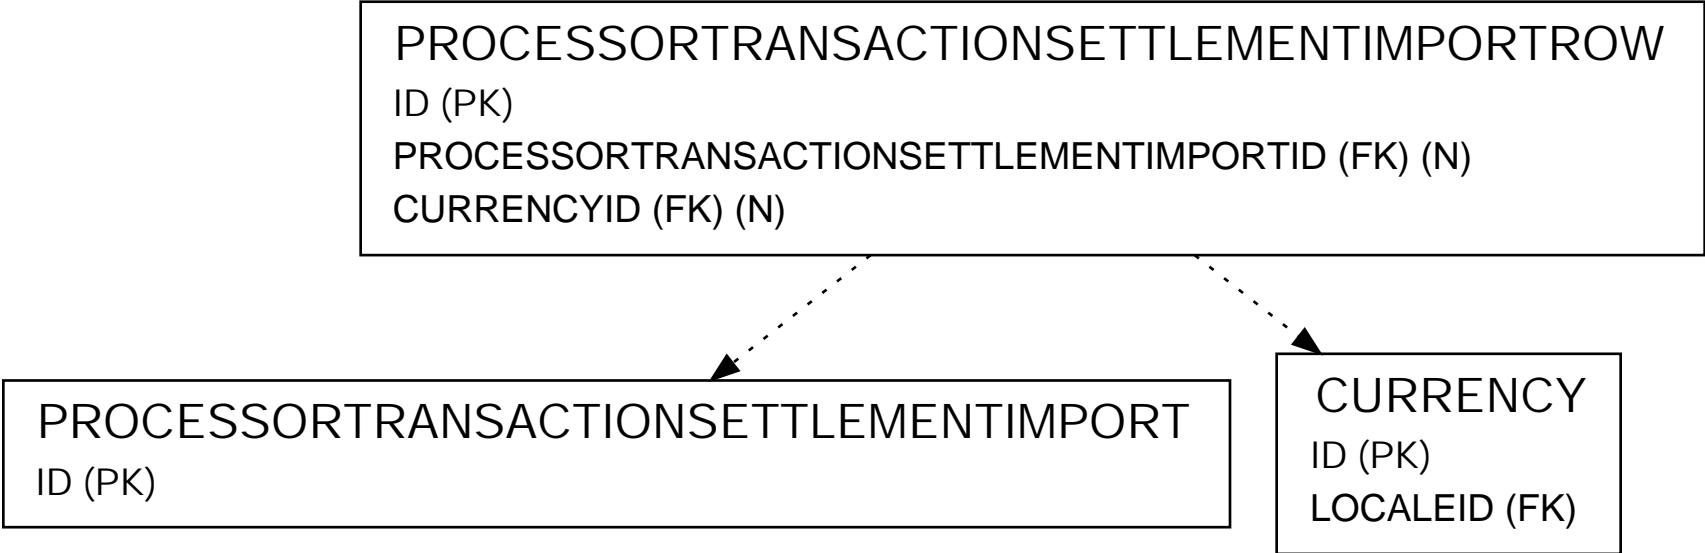 PROCESSORTRANSACTIONSETTLEMENTIMPORTROW
ID (PK)
PROCESSORTRANSACTIONSETTLEMENTIMPORTID (FK) (N)
CURRENCYID (FK) (N)
PROCESSORTRANSACTIONSETTLEMENTIMPORT
ID (PK)
CURRENCY
ID (PK)
LOCALEID (FK)